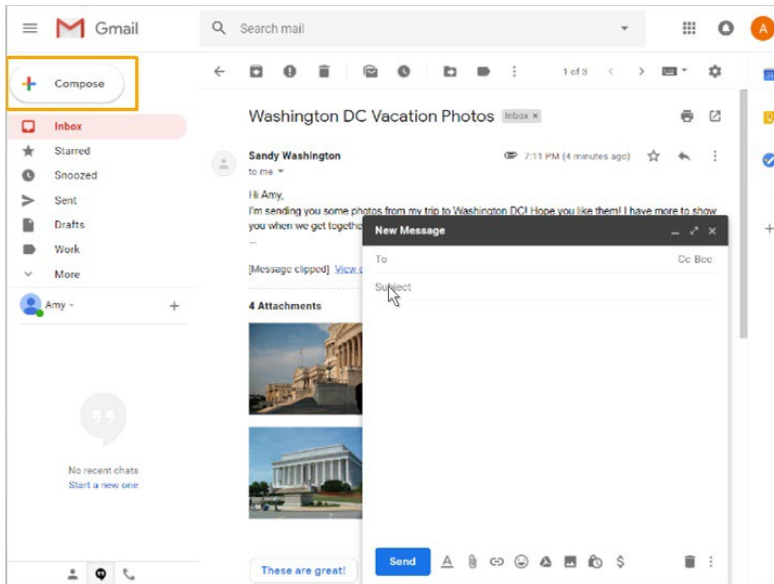 Gmail
Search mail
A
Compose
1 of 3
Inbox
Starred
Snoozed
Sent
Drafts
Work
More
Amy
No recent chats
Start a new one
Washington DC Vacation Photos Inbox x
Sandy Washington 7:11 PM (4 minutes ago)
to me
Hi Amy,
I'm sending you some photos from my trip to Washington DC! Hope you like them! I have more to show
you when we get togethe
...
[Message clipped] View
4 Attachments
These are great!
New Message
To Cc Bcc
Subject
Send